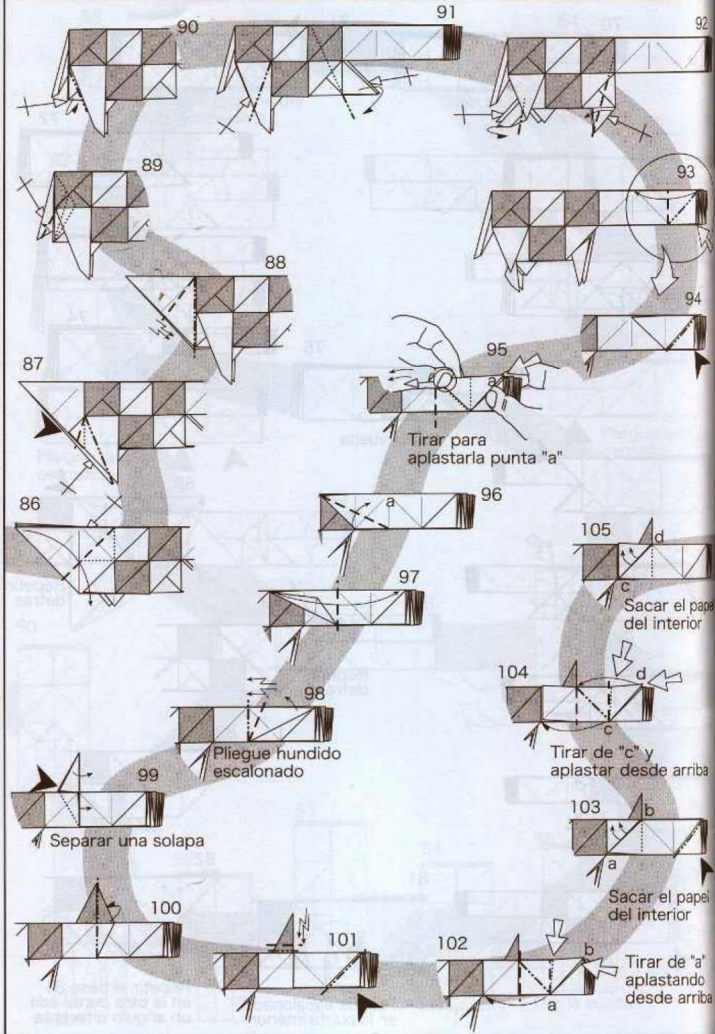 90
91
92
89
93
88
94
87
95
a
Tirar para
aplastarla punta "a"
86
96
a
97
105
d
c
Sacar el pape
del interior
98
Pliegue hundido
escalonado
104
d
c
Tirar de "c" y
aplastar desde arriba
99
Separar una solapa
103
b
a
Sacar el papel
del interior
100
101
102
b
a
Tirar de "a"
aplastando
desde arriba